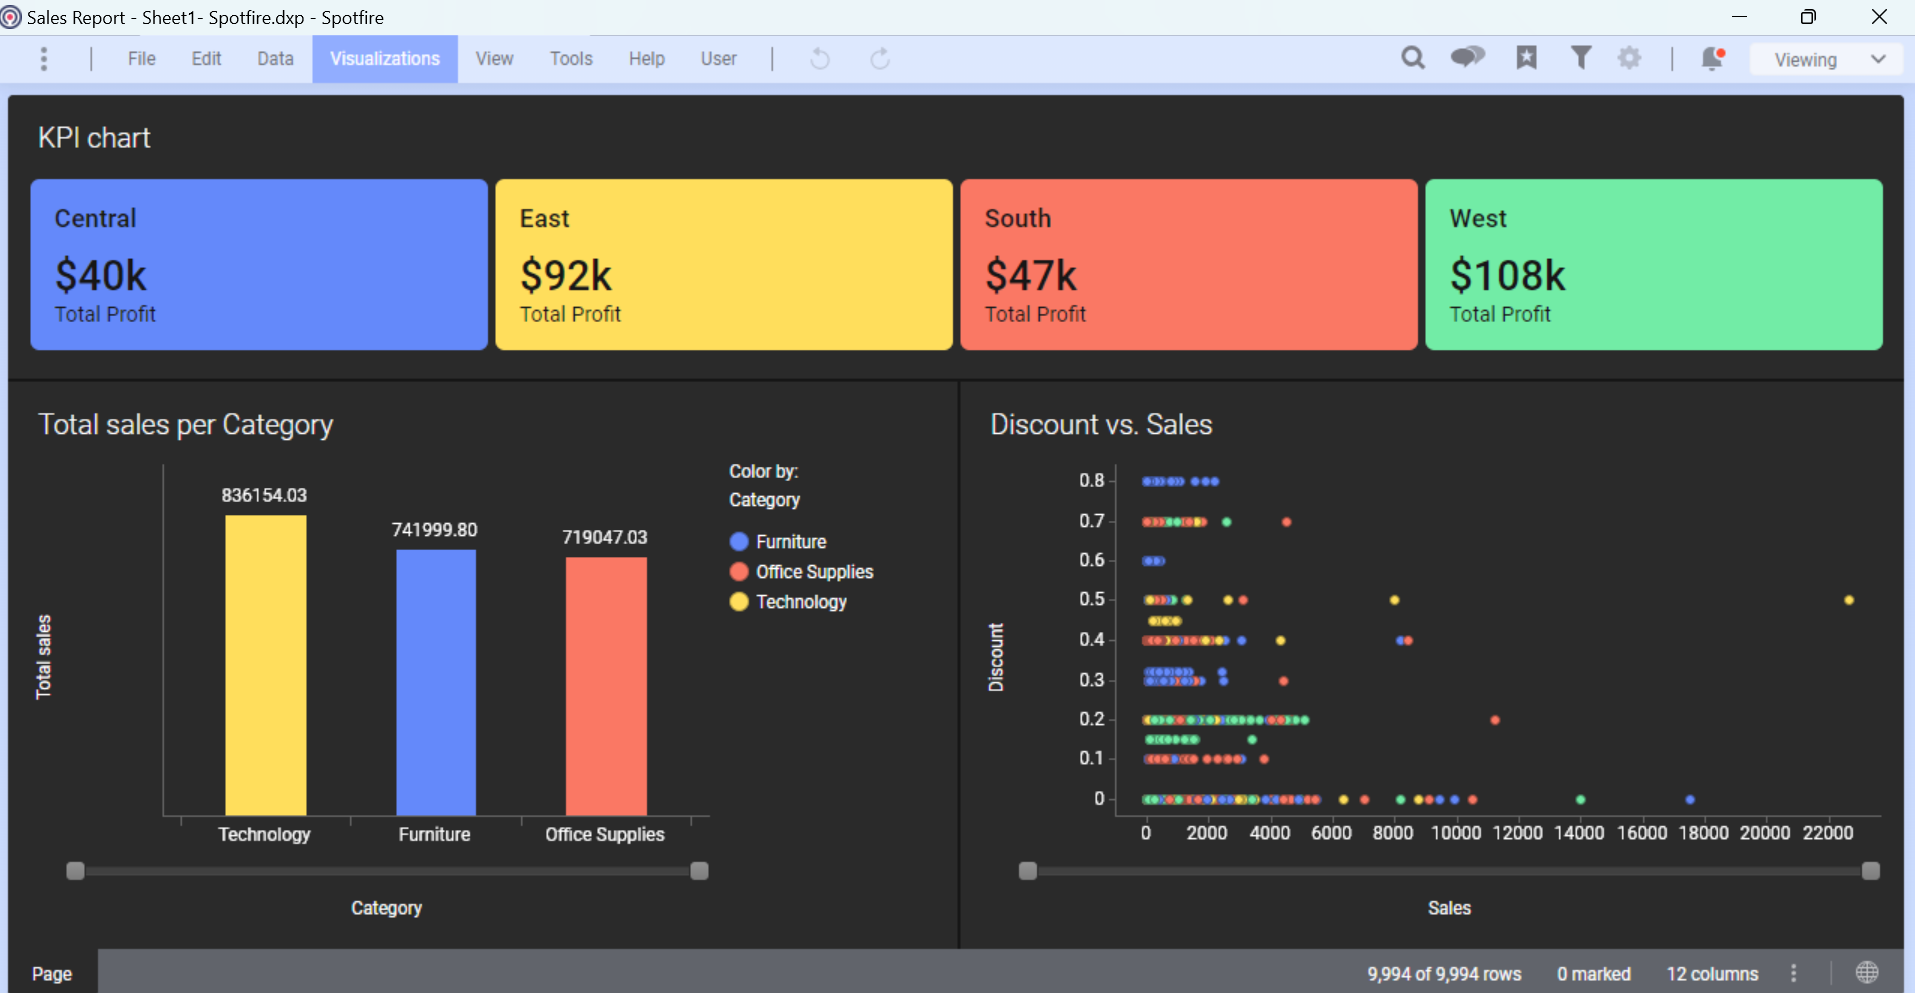 Sales Report - Sheet1- Spotfire.dxp - Spotfire
File Edit Data Visualizations View Tools Help User Viewing
KPI chart
Central
$40k
Total Profit
East
$92k
Total Profit
South
$47k
Total Profit
West
$108k
Total Profit
Total sales per Category
836154.03
741999.80
719047.03
Total sales
Technology Furniture Office Supplies
Category
Color by:
Category
Furniture
Office Supplies
Technology
Discount vs. Sales
0.8
0.7
0.6
0.5
0.4
0.3
0.2
0.1
0
Discount
0 2000 4000 6000 8000 10000 12000 14000 16000 18000 20000 22000
Sales
Page 9,994 of 9,994 rows 0 marked 12 columns